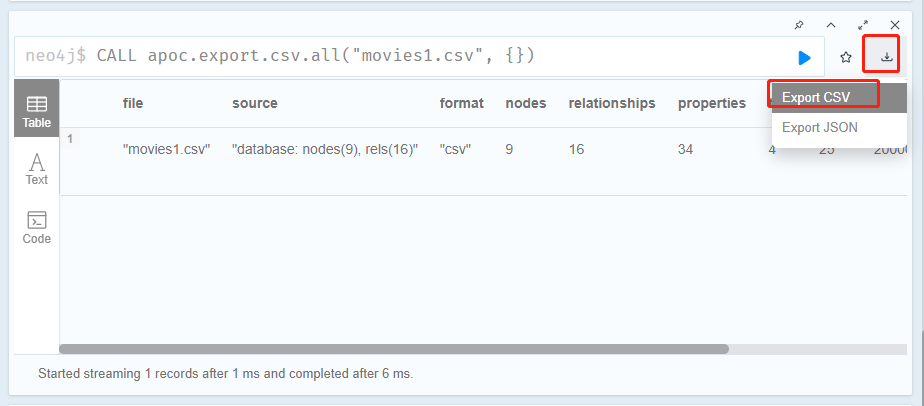 neo4j$ CALL apoc.export.csv.all("movies1.csv", {})
Table
Text
Code
file source format nodes relationships properties
1
"movies1.csv" "database: nodes(9), rels(16)" "csv" 9 16 34 4 25
Export CSV
Export JSON
Started streaming 1 records after 1 ms and completed after 6 ms.